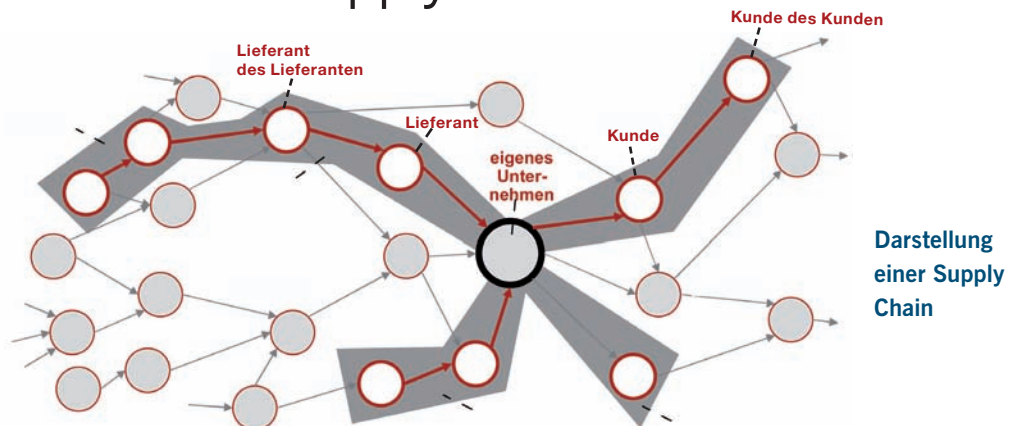 Kunde des Kunden
Lieferant
des Lieferanten
Lieferant
Kunde
eigenes
Unter-
nehmen
Darstellung
einer Supply
Chain